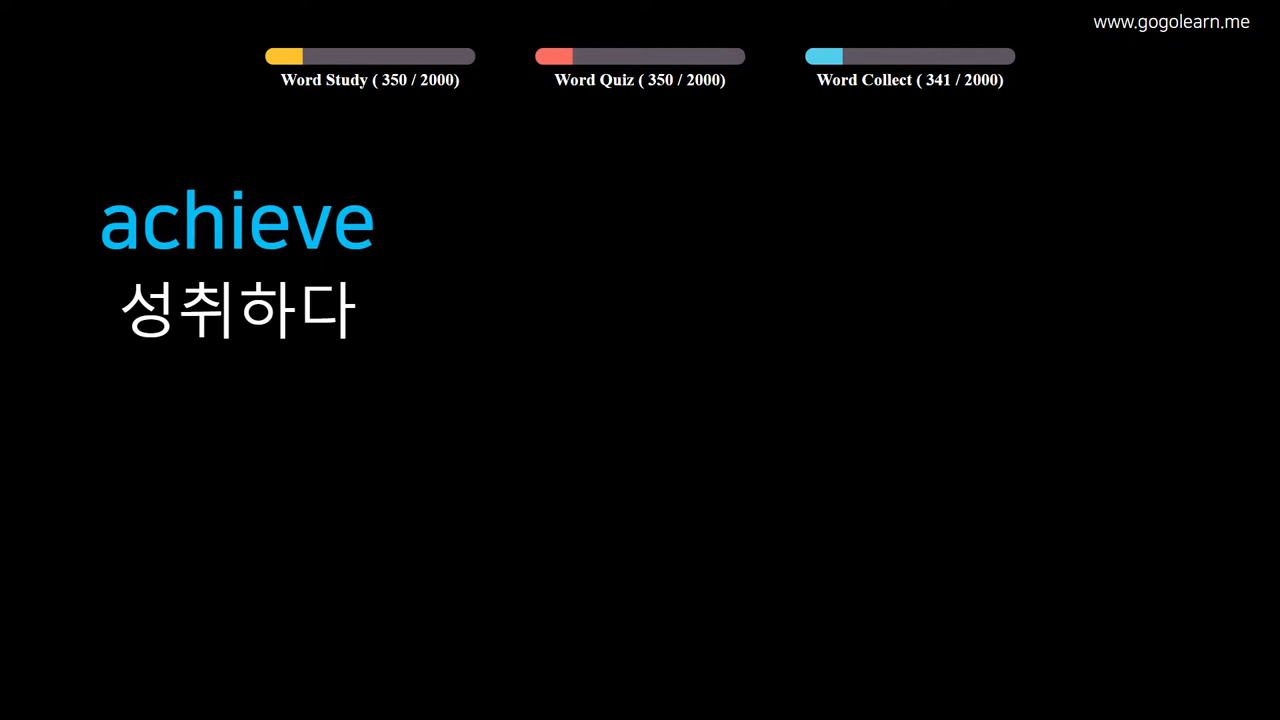 www.gogolearn.me
Word Study ( 350 / 2000)
Word Quiz ( 350 / 2000)
Word Collect ( 341 / 2000)
achieve
성취하다